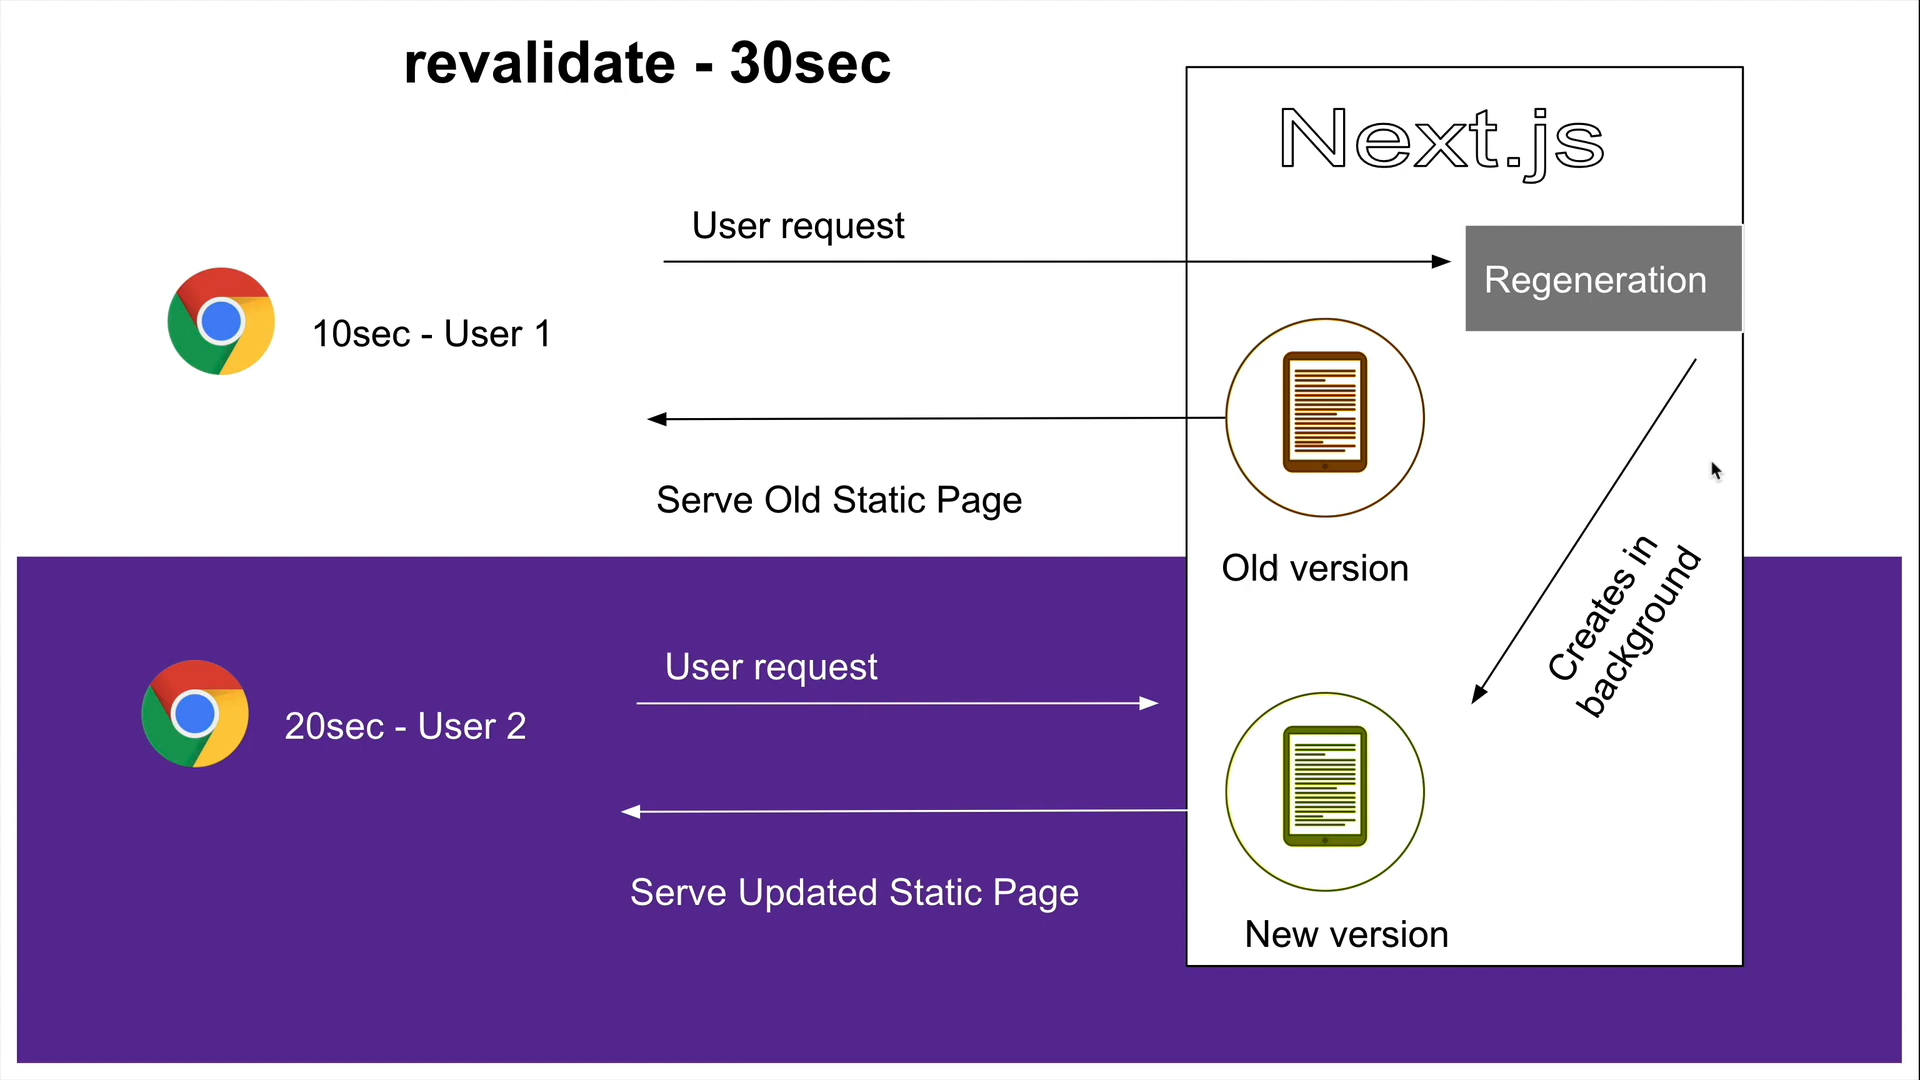 revalidate - 30sec
Next.js
User request
Regeneration
10sec - User 1
Serve Old Static Page
Old version
Creates in
background
User request
20sec - User 2
Serve Updated Static Page
New version